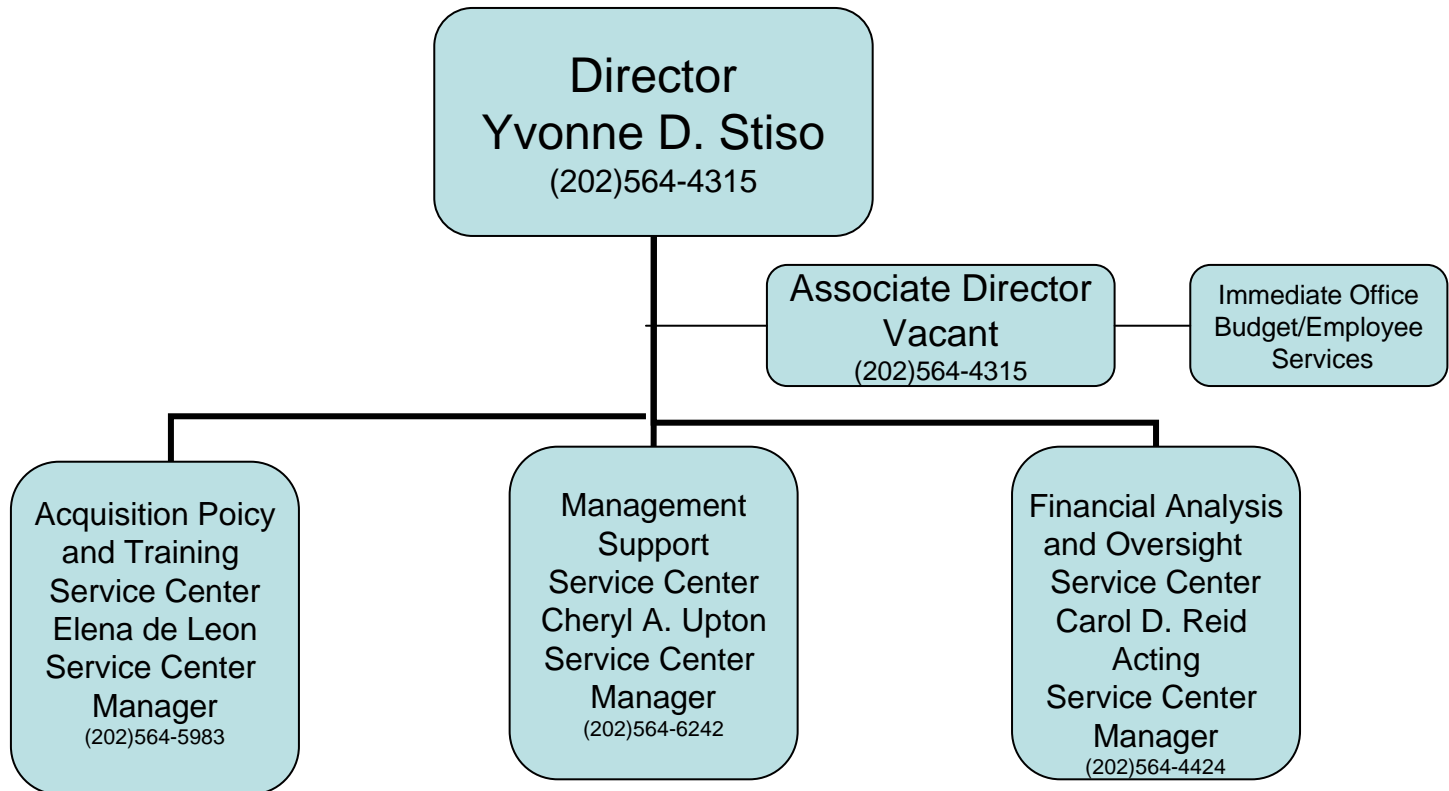 Director
Yvonne D. Stiso
(202)564-4315
Associate Director
Vacant
(202)564-4315
Immediate Office
Budget/Employee
Services
Acquisition Poicy
and Training
Service Center
Elena de Leon
Service Center
Manager
(202)564-5983
Management
Support
Service Center
Cheryl A. Upton
Service Center
Manager
(202)564-6242
Financial Analysis
and Oversight
Service Center
Carol D. Reid
Acting
Service Center
Manager
(202)564-4424